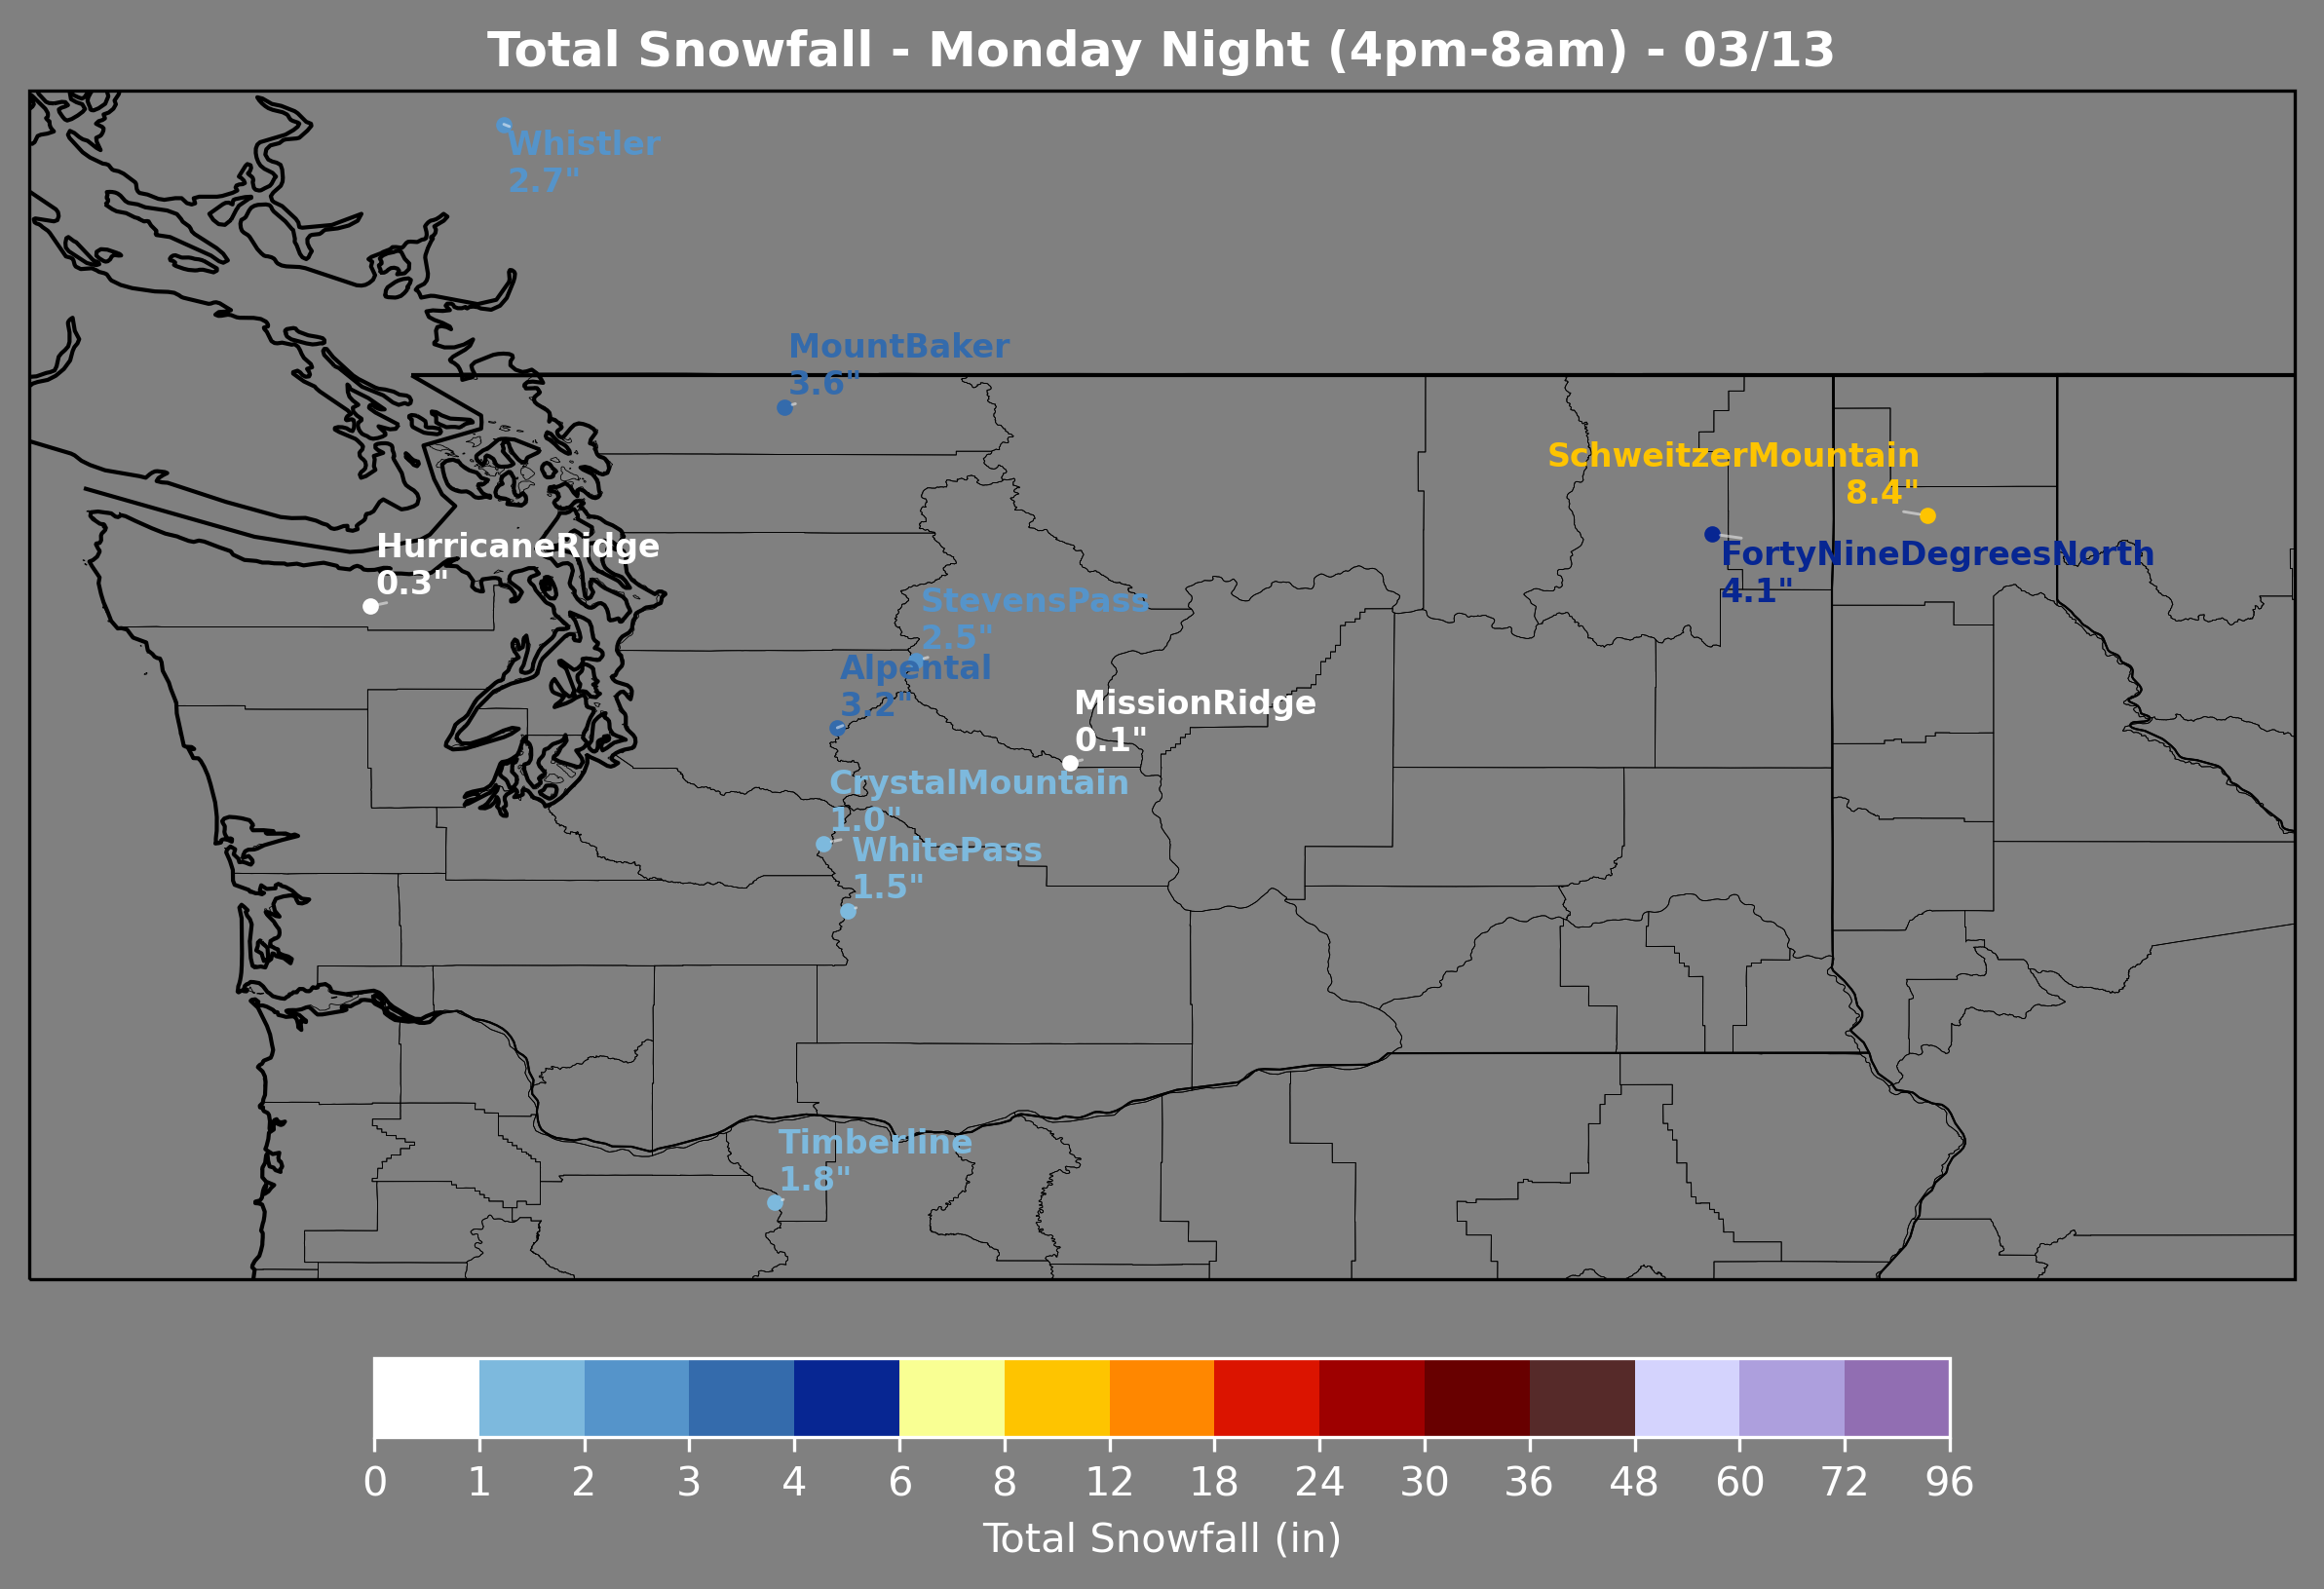 Total Snowfall - Monday Night (4pm-8am) - 03/13
Whistler
2.7"
MountBaker
3.6"
SchweitzerMountain
8.4"
HurricaneRidge
0.3"
FortyNineDegreesNorth
4.1"
StevensPass
2.5"
Alpental
3.2"
MissionRidge
0.1"
CrystalMountain
1.0"
WhitePass
1.5"
Timberline
1.8"
0 1 2 3 4 6 8 12 18 24 30 36 48 60 72 96
Total Snowfall (in)